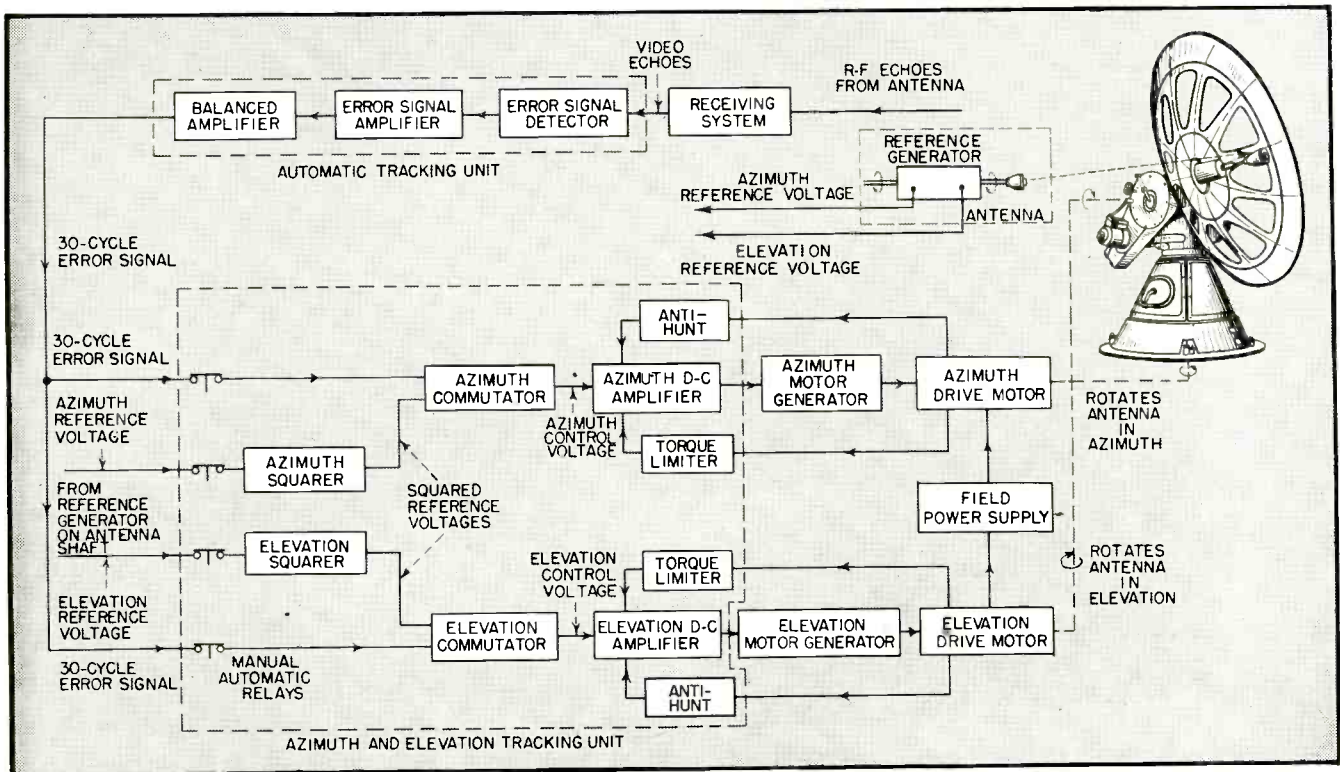 VIDEO
ECHOES
R-F ECHOES
FROM ANTENNA
BALANCED
AMPLIFIER
ERROR SIGNAL
AMPLIFIER
ERROR SIGNAL
DETECTOR
RECEIVING
SYSTEM
AUTOMATIC TRACKING UNIT
REFERENCE
GENERATOR
AZIMUTH
REFERENCE VOLTAGE
ANTENNA
ELEVATION
REFERENCE VOLTAGE
30-CYCLE
ERROR SIGNAL
30-CYCLE
ERROR SIGNAL
AZIMUTH
REFERENCE
VOLTAGE
FROM
REFERENCE
GENERATOR
ON ANTENNA
SHAFT
ELEVATION
REFERENCE
VOLTAGE
30-CYCLE
ERROR SIGNAL
AZIMUTH
SQUARER
ELEVATION
SQUARER
MANUAL
AUTOMATIC
RELAYS
SQUARED
REFERENCE
VOLTAGES
AZIMUTH
COMMUTATOR
ELEVATION
COMMUTATOR
AZIMUTH
CONTROL
VOLTAGE
ELEVATION
CONTROL
VOLTAGE
ANTI-
HUNT
AZIMUTH D-C
AMPLIFIER
TORQUE
LIMITER
TORQUE
LIMITER
ELEVATION D-C
AMPLIFIER
ANTI-
HUNT
AZIMUTH
MOTOR
GENERATOR
AZIMUTH
DRIVE MOTOR
ROTATES
ANTENNA
IN
AZIMUTH
FIELD
POWER SUPPLY
ROTATES
ANTENNA
IN
ELEVATION
ELEVATION
MOTOR GENERATOR
ELEVATION
DRIVE MOTOR
AZIMUTH AND ELEVATION TRACKING UNIT